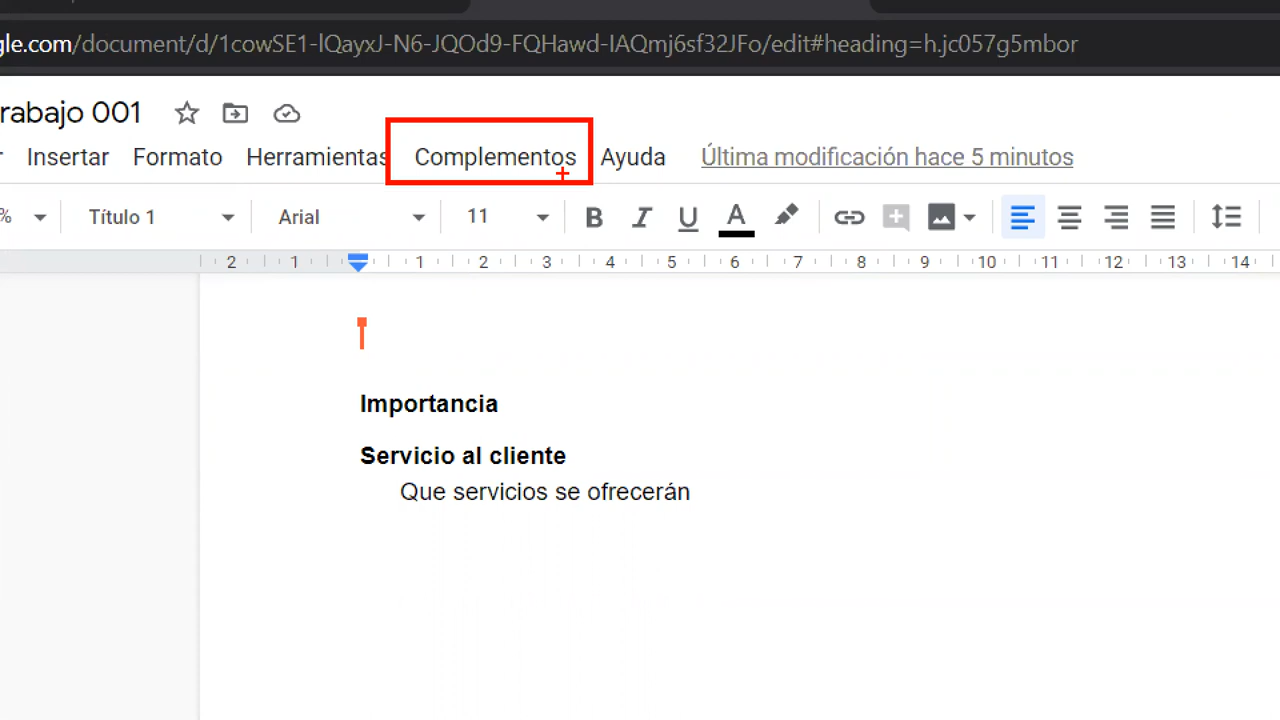 gle.com/document/d/1cowSE1-lQayxJ-N6-JQOd9-FQHawd-IAQmj6sf32JFo/edit#heading=h.jc057g5mbor
rabajo 001
Insertar Formato Herramientas Complementos Ayuda Última modificación hace 5 minutos
% Título 1 Arial 11 B I U A
2 1 1 2 3 4 5 6 7 8 9 10 11 12 13 14
Importancia
Servicio al cliente
Que servicios se ofrecerán